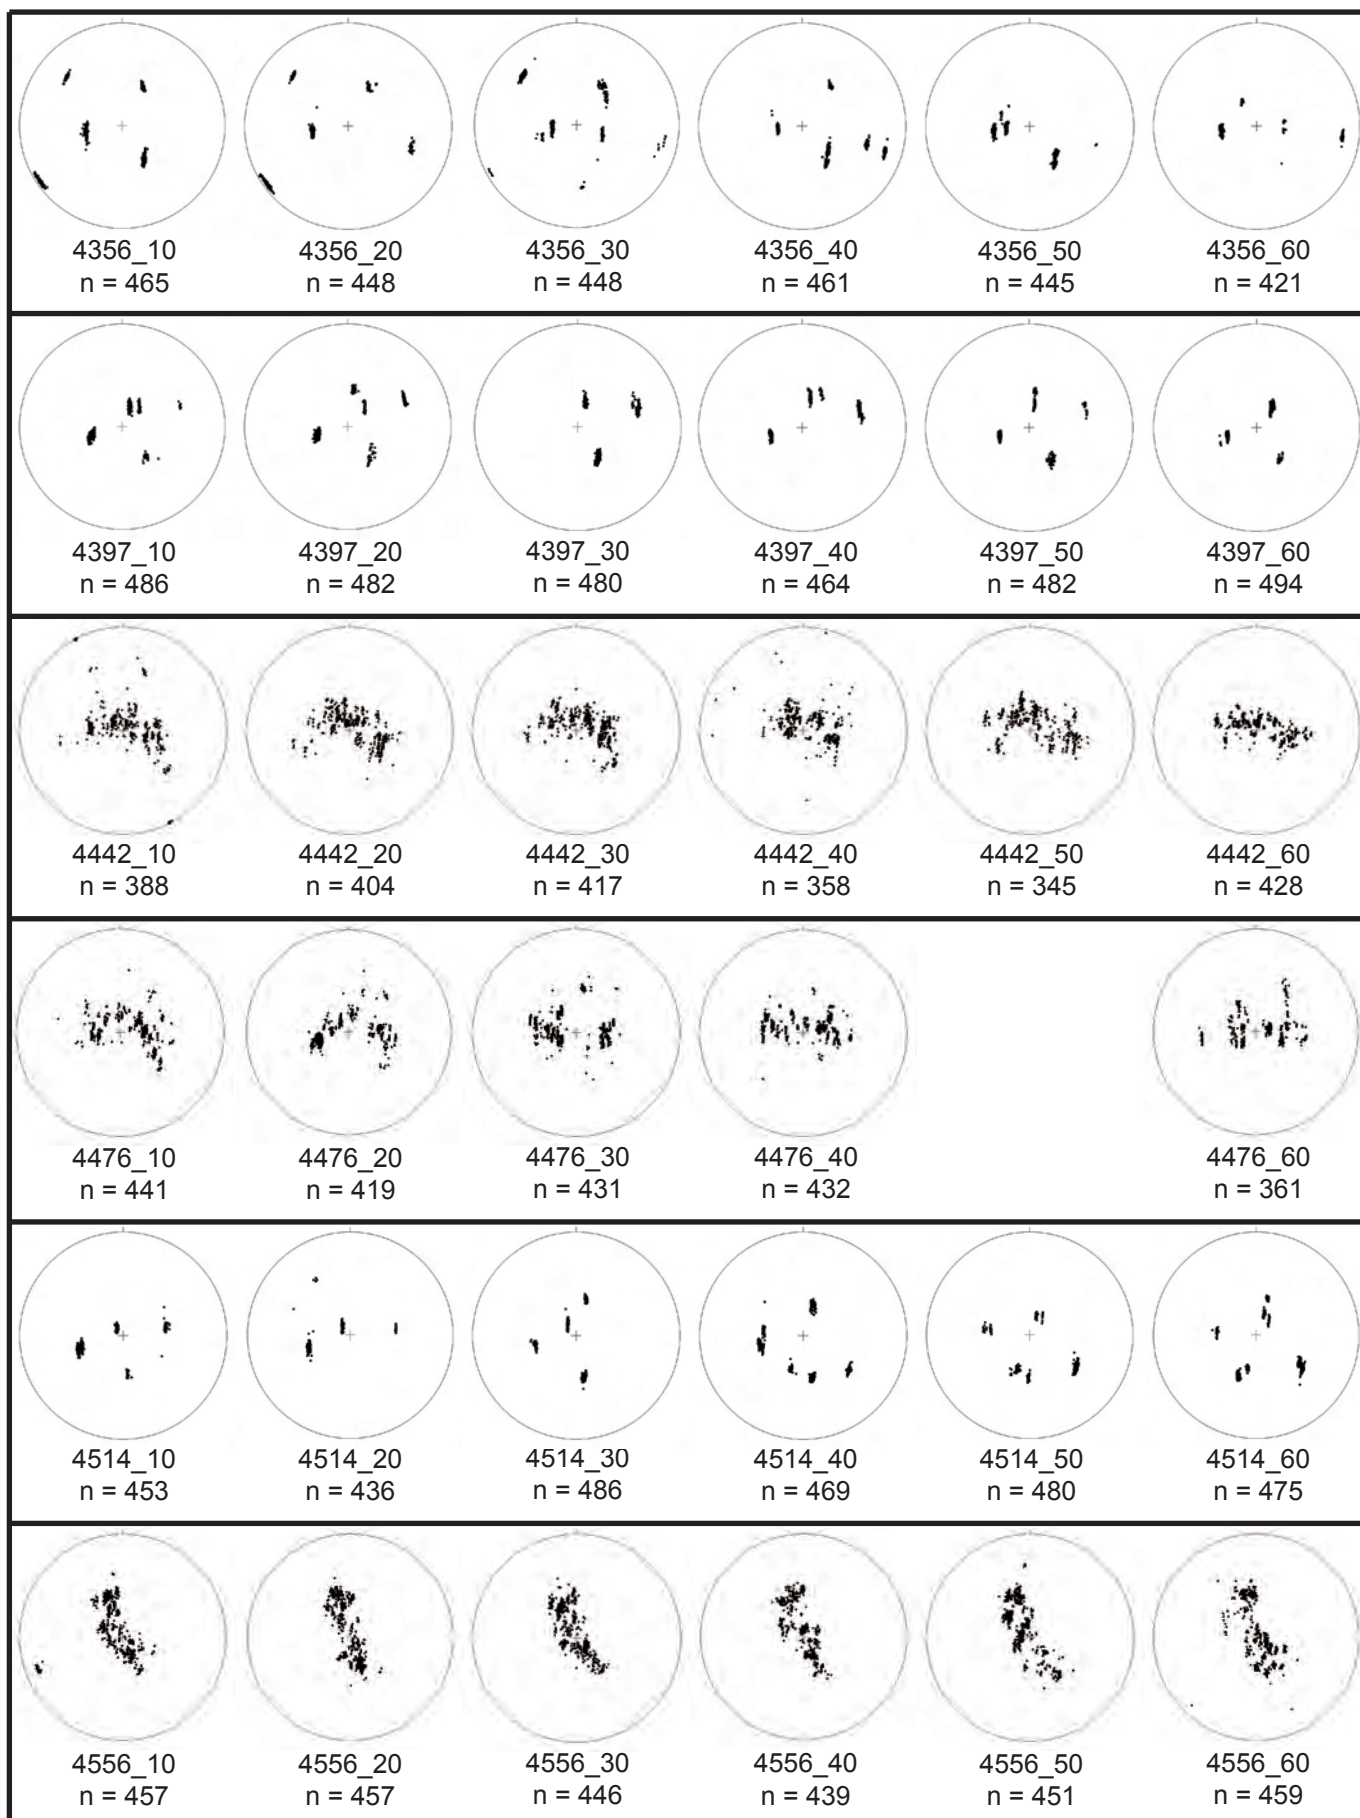 4356_10 4356_20 4356_30 4356_40 4356_50 4356_60
n = 465 n = 448 n = 448 n = 461 n = 445 n = 421
4397_10 4397_20 4397_30 4397_40 4397_50 4397_60
n = 486 n = 482 n = 480 n = 464 n = 482 n = 494
4442_10 4442_20 4442_30 4442_40 4442_50 4442_60
n = 388 n = 404 n = 417 n = 358 n = 345 n = 428
4476_10 4476_20 4476_30 4476_40 4476_60
n = 441 n = 419 n = 431 n = 432 n = 361
4514_10 4514_20 4514_30 4514_40 4514_50 4514_60
n = 453 n = 436 n = 486 n = 469 n = 480 n = 475
4556_10 4556_20 4556_30 4556_40 4556_50 4556_60
n = 457 n = 457 n = 446 n = 439 n = 451 n = 459